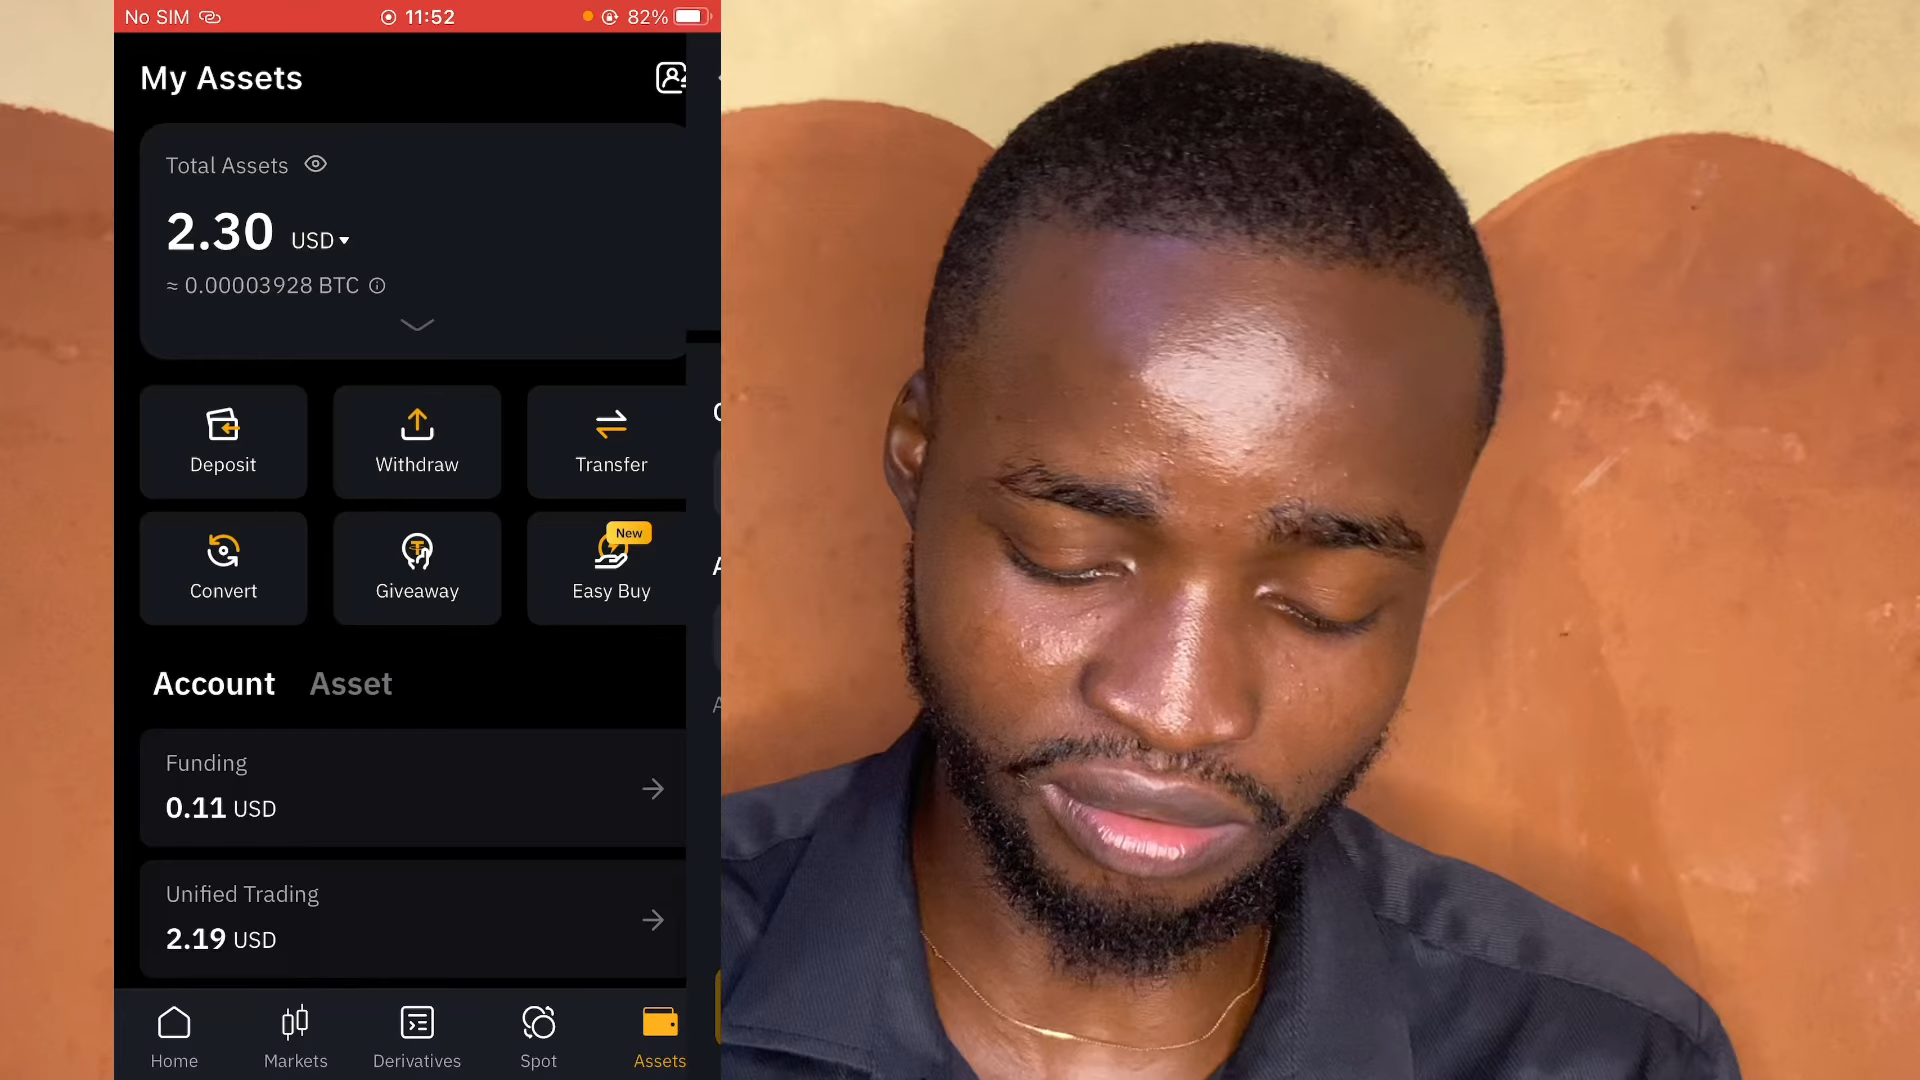 No SIM 11:52 82%
My Assets
Total Assets
2.30 USD
≈ 0.00003928 BTC
Deposit Withdraw Transfer
New
Convert Giveaway Easy Buy
Account Asset
Funding
0.11 USD
Unified Trading
2.19 USD
Home Markets Derivatives Spot Assets